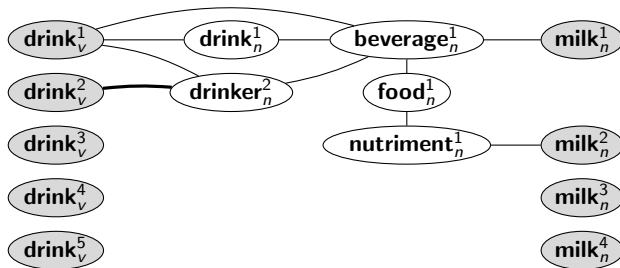 drink¹ᵥ drink¹ₙ beverage¹ₙ milk¹ₙ
drink²ᵥ drinker²ₙ food¹ₙ
drink³ᵥ nutriment¹ₙ milk²ₙ
drink⁴ᵥ milk³ₙ
drink⁵ᵥ milk⁴ₙ